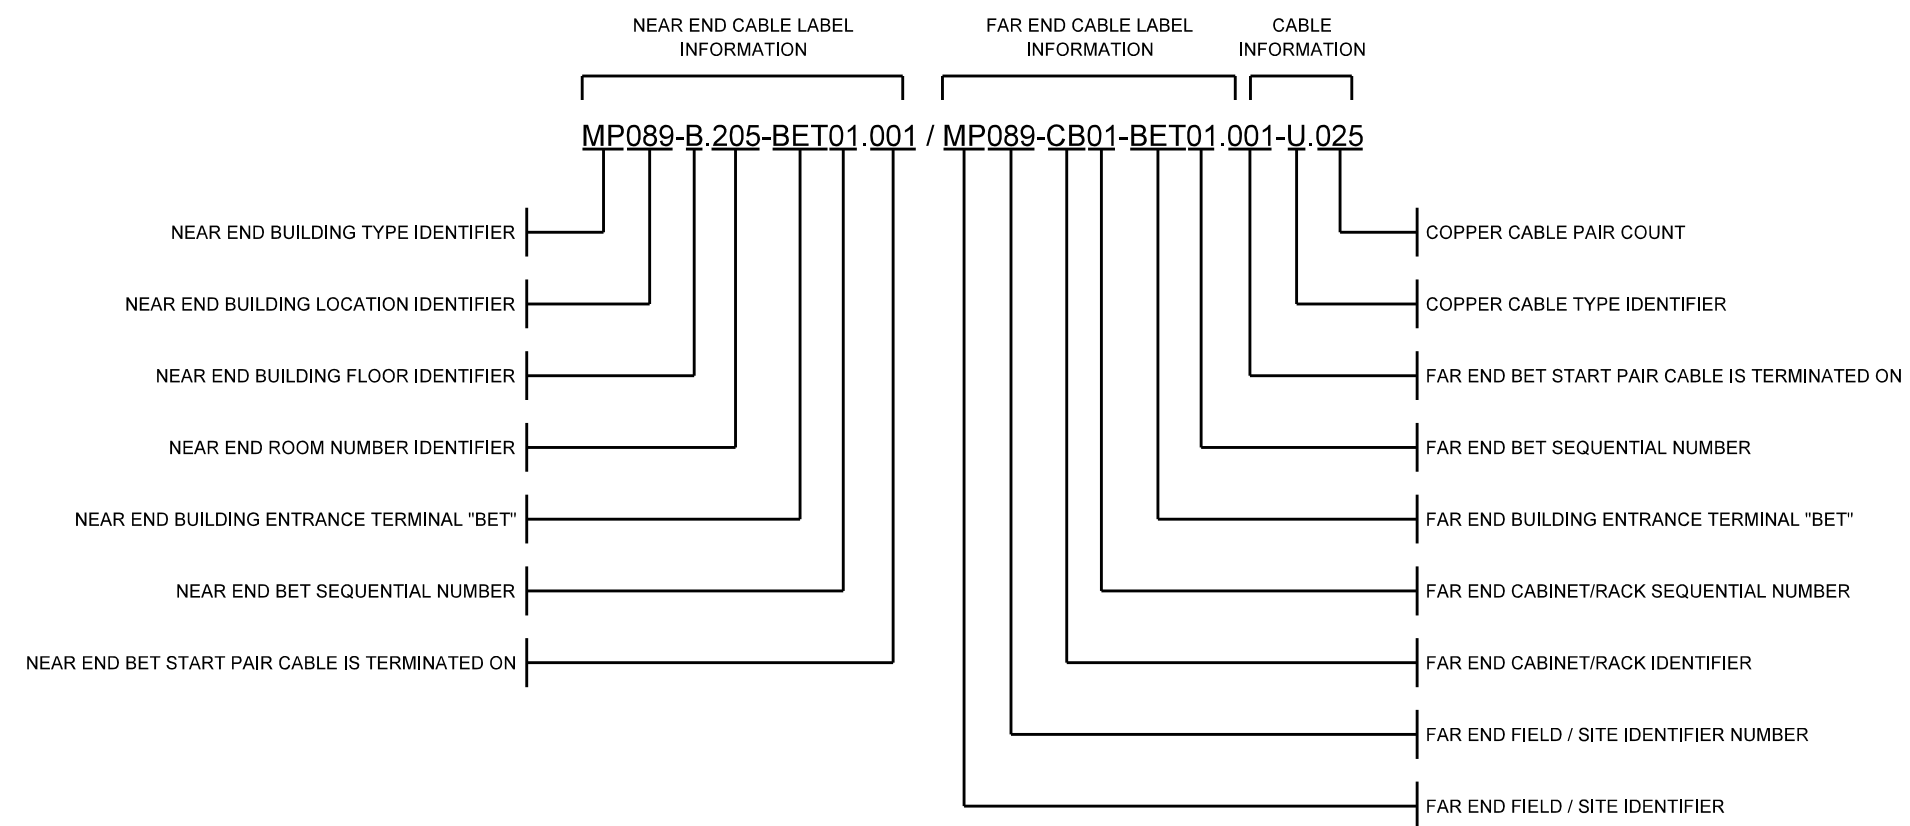 NEAR END CABLE LABEL
INFORMATION
FAR END CABLE LABEL
INFORMATION
CABLE
INFORMATION
MP089-B.205-BET01.001 / MP089-CB01-BET01.001-U.025
NEAR END BUILDING TYPE IDENTIFIER
NEAR END BUILDING LOCATION IDENTIFIER
NEAR END BUILDING FLOOR IDENTIFIER
NEAR END ROOM NUMBER IDENTIFIER
NEAR END BUILDING ENTRANCE TERMINAL "BET"
NEAR END BET SEQUENTIAL NUMBER
NEAR END BET START PAIR CABLE IS TERMINATED ON
COPPER CABLE PAIR COUNT
COPPER CABLE TYPE IDENTIFIER
FAR END BET START PAIR CABLE IS TERMINATED ON
FAR END BET SEQUENTIAL NUMBER
FAR END BUILDING ENTRANCE TERMINAL "BET"
FAR END CABINET/RACK SEQUENTIAL NUMBER
FAR END CABINET/RACK IDENTIFIER
FAR END FIELD / SITE IDENTIFIER NUMBER
FAR END FIELD / SITE IDENTIFIER